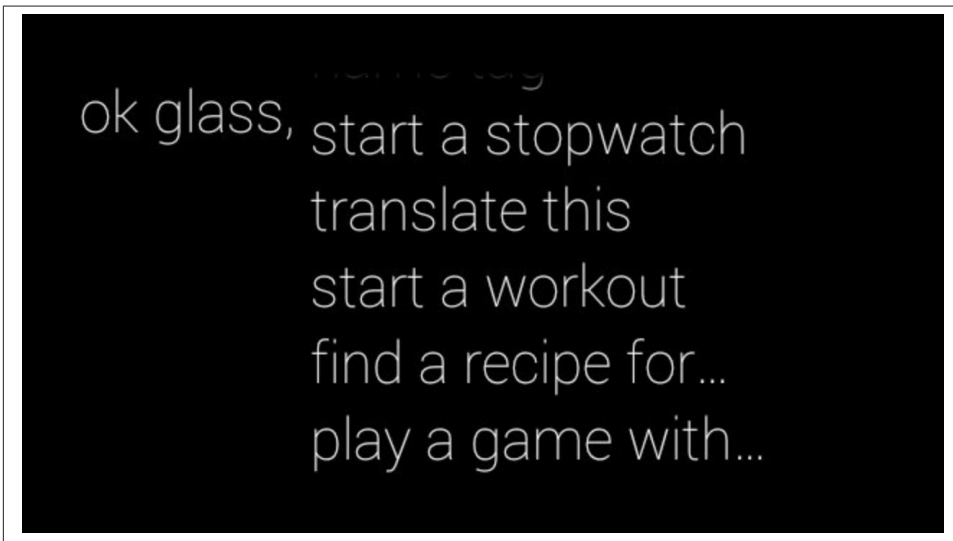 ok glass,
start a stopwatch
translate this
start a workout
find a recipe for...
play a game with...